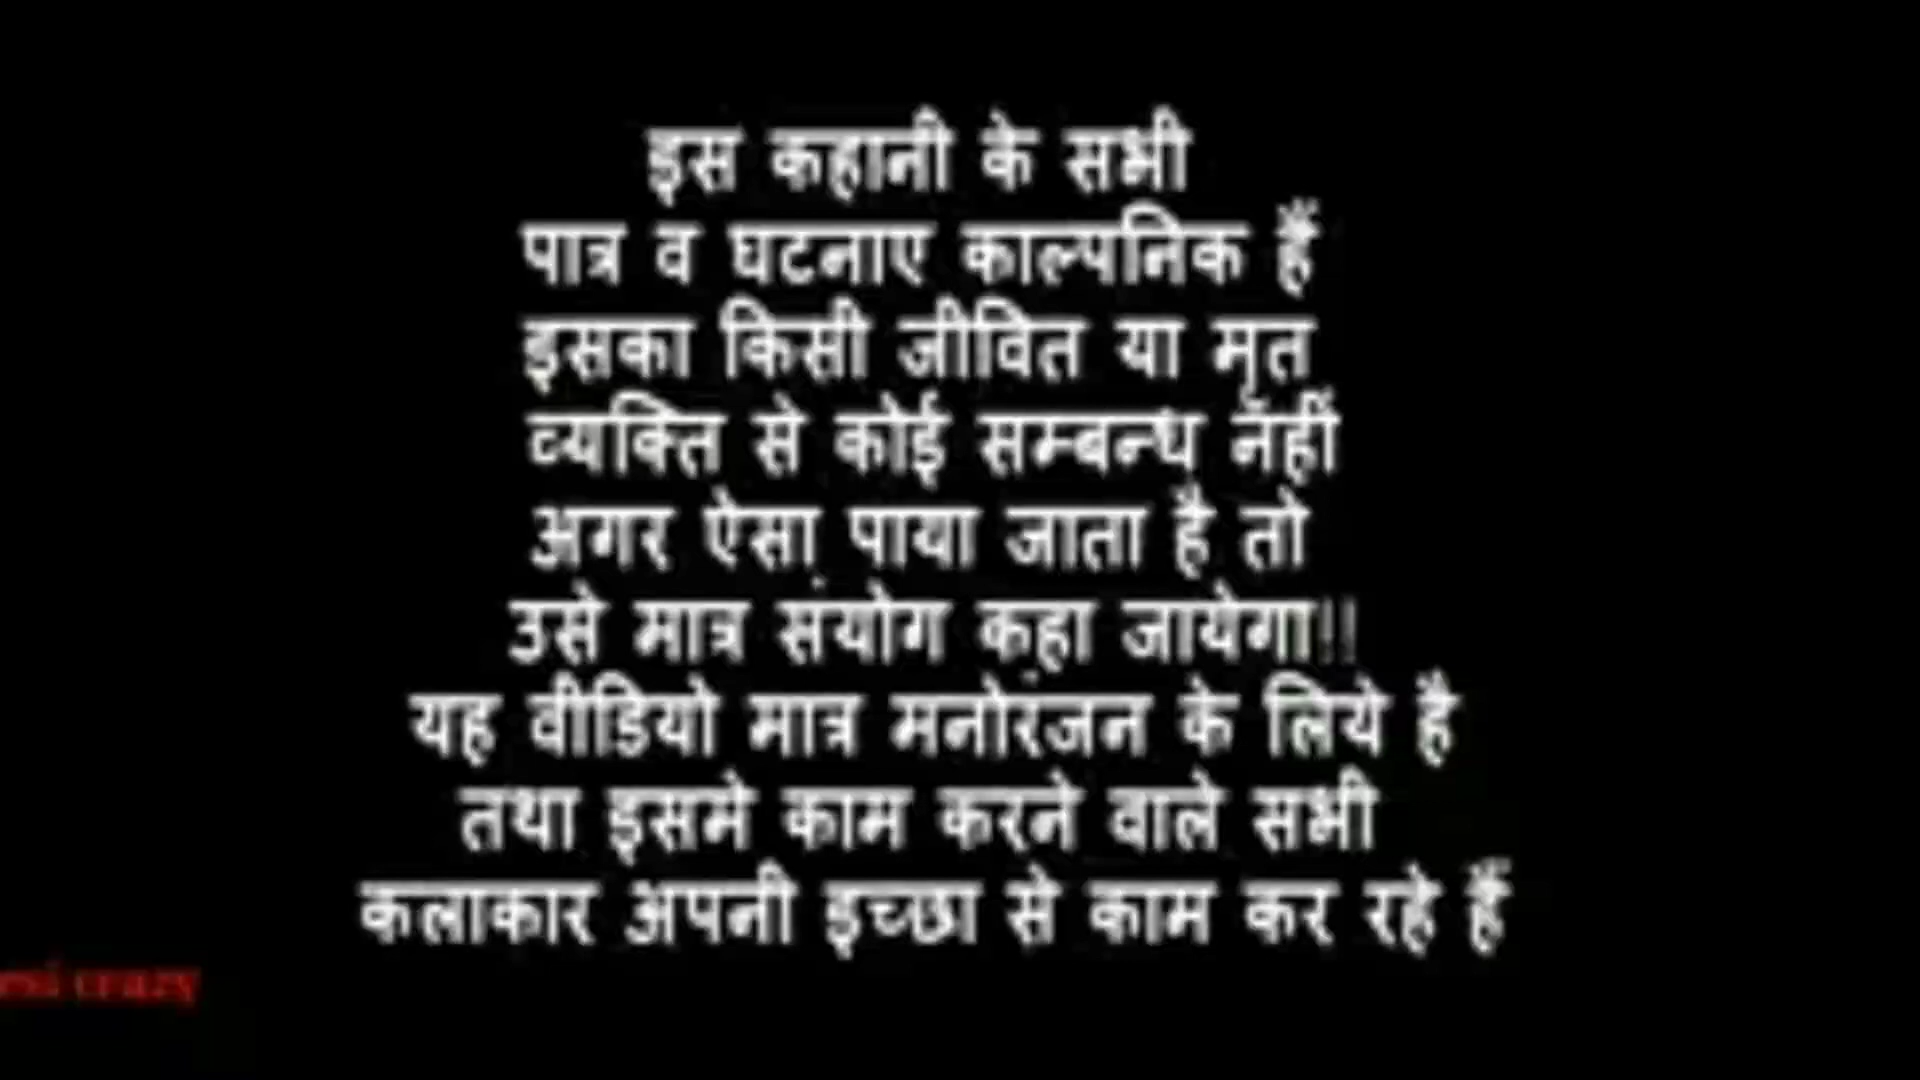 इस कहानी के सभी
पात्र व घटनाए काल्पनिक हैं
इसका किसी जीवित या मृत
व्यक्ति से कोई सम्बन्ध नहीं
अगर ऐसा पाया जाता है तो
उसे मात्र संयोग कहा जायेगा!!
यह वीडियो मात्र मनोरंजन के लिये है
तथा इसमे काम करने वाले सभी
कलाकार अपनी इच्छा से काम कर रहे हैं
esi crazy